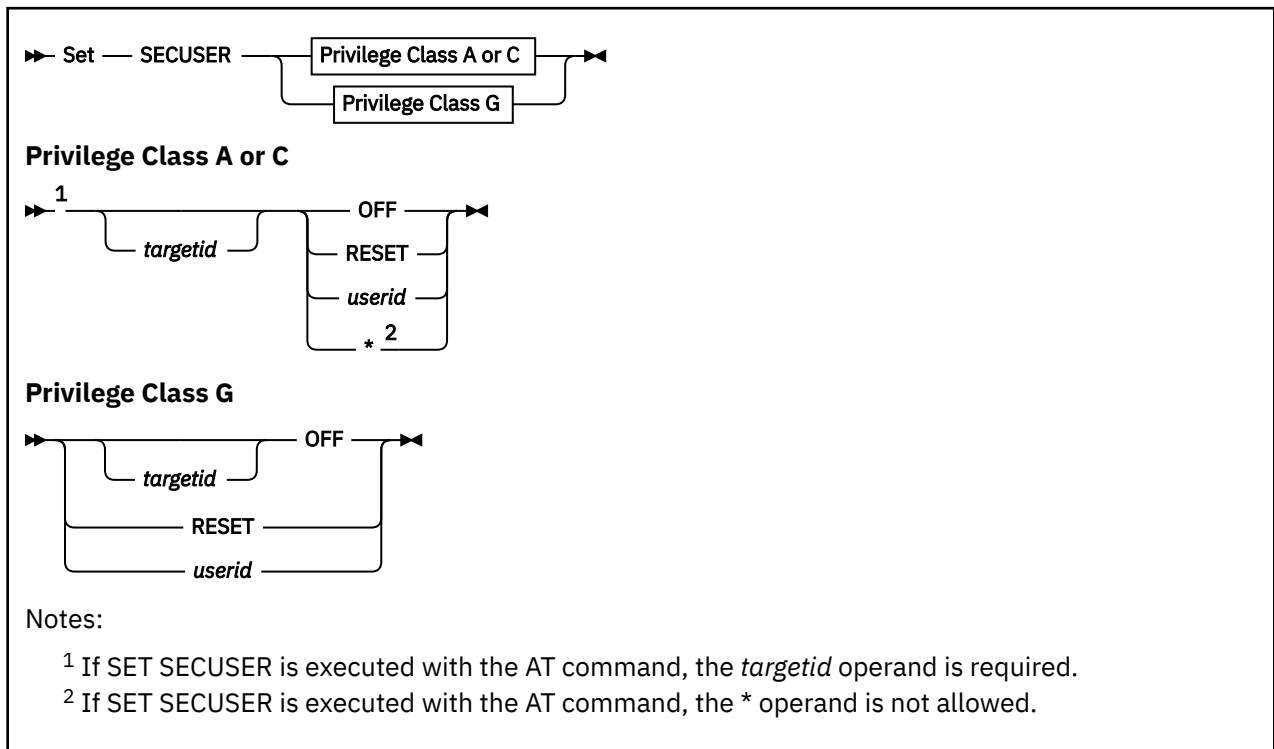 Set SECUSER Privilege Class A or C
Privilege Class G
Privilege Class A or C
1
OFF
targetid
RESET
userid
* 2
Privilege Class G
OFF
targetid
RESET
userid
Notes:
1 If SET SECUSER is executed with the AT command, the targetid operand is required.
2 If SET SECUSER is executed with the AT command, the * operand is not allowed.